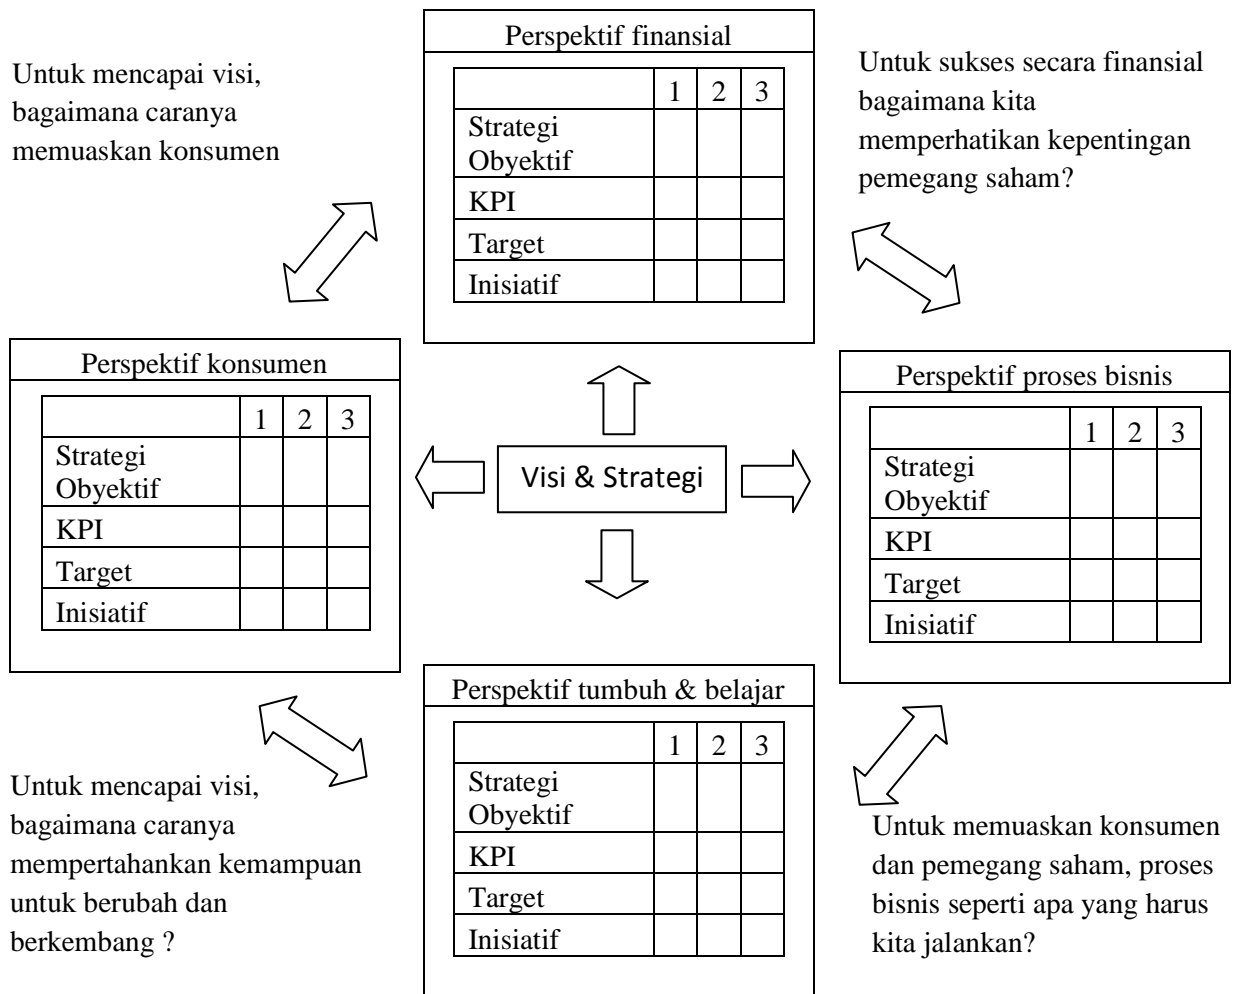 Perspektif finansial
1 2 3
Strategi
Obyektif
KPI
Target
Inisiatif
Untuk mencapai visi,
bagaimana caranya
memuaskan konsumen
Untuk sukses secara finansial
bagaimana kita
memperhatikan kepentingan
pemegang saham?
Perspektif konsumen
1 2 3
Strategi
Obyektif
KPI
Target
Inisiatif
Visi & Strategi
Perspektif proses bisnis
1 2 3
Strategi
Obyektif
KPI
Target
Inisiatif
Perspektif tumbuh & belajar
1 2 3
Strategi
Obyektif
KPI
Target
Inisiatif
Untuk mencapai visi,
bagaimana caranya
mempertahankan kemampuan
untuk berubah dan
berkembang ?
Untuk memuaskan konsumen
dan pemegang saham, proses
bisnis seperti apa yang harus
kita jalankan?